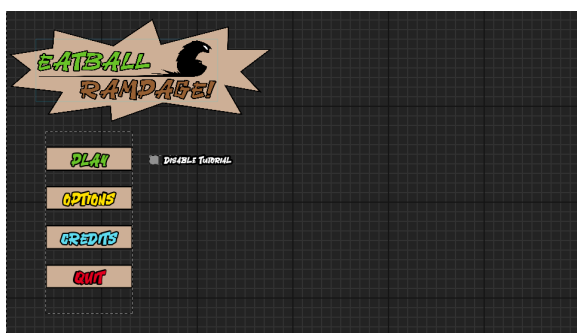 EATBALL
RAMPAGE!
PLAY
DISABLE TUTORIAL
OPTIONS
CREDITS
QUIT